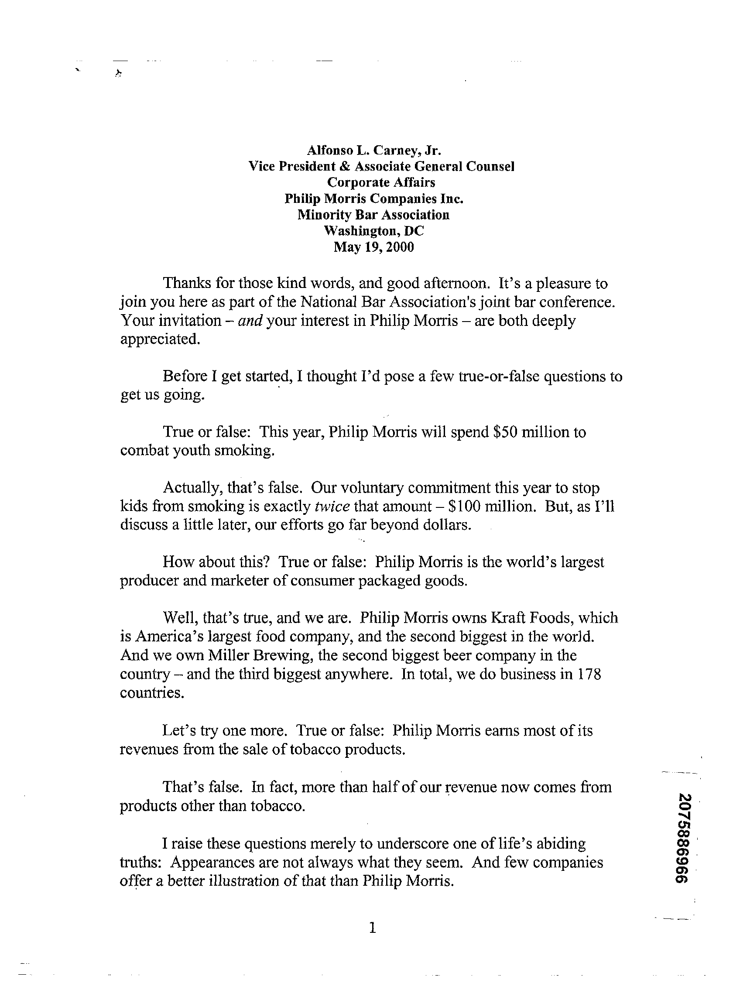 Alfonso L. Carney, Jr.
Vice President & Associate General Counsel
Corporate Affairs
Philip Morris Companies Inc.
Minority Bar Association
Washington, DC
May 19, 2000
Thanks for those kind words, and good afternoon. It's a pleasure to
join you here as part of the National Bar Association's joint bar conference.
Your invitation – and your interest in Philip Morris – are both deeply
appreciated.
Before I get started, I thought I'd pose a few true-or-false questions to
get us going.
True or false: This year, Philip Morris will spend $50 million to
combat youth smoking.
Actually, that's false. Our voluntary commitment this year to stop
kids from smoking is exactly twice that amount – $100 million. But, as I'll
discuss a little later, our efforts go far beyond dollars.
How about this? True or false: Philip Morris is the world's largest
producer and marketer of consumer packaged goods.
Well, that's true, and we are. Philip Morris owns Kraft Foods, which
is America's largest food company, and the second biggest in the world.
And we own Miller Brewing, the second biggest beer company in the
country – and the third biggest anywhere. In total, we do business in 178
countries.
Let's try one more. True or false: Philip Morris earns most of its
revenues from the sale of tobacco products.
That's false. In fact, more than half of our revenue now comes from
products other than tobacco.
I raise these questions merely to underscore one of life's abiding
truths: Appearances are not always what they seem. And few companies
offer a better illustration of that than Philip Morris.
1
2075886966